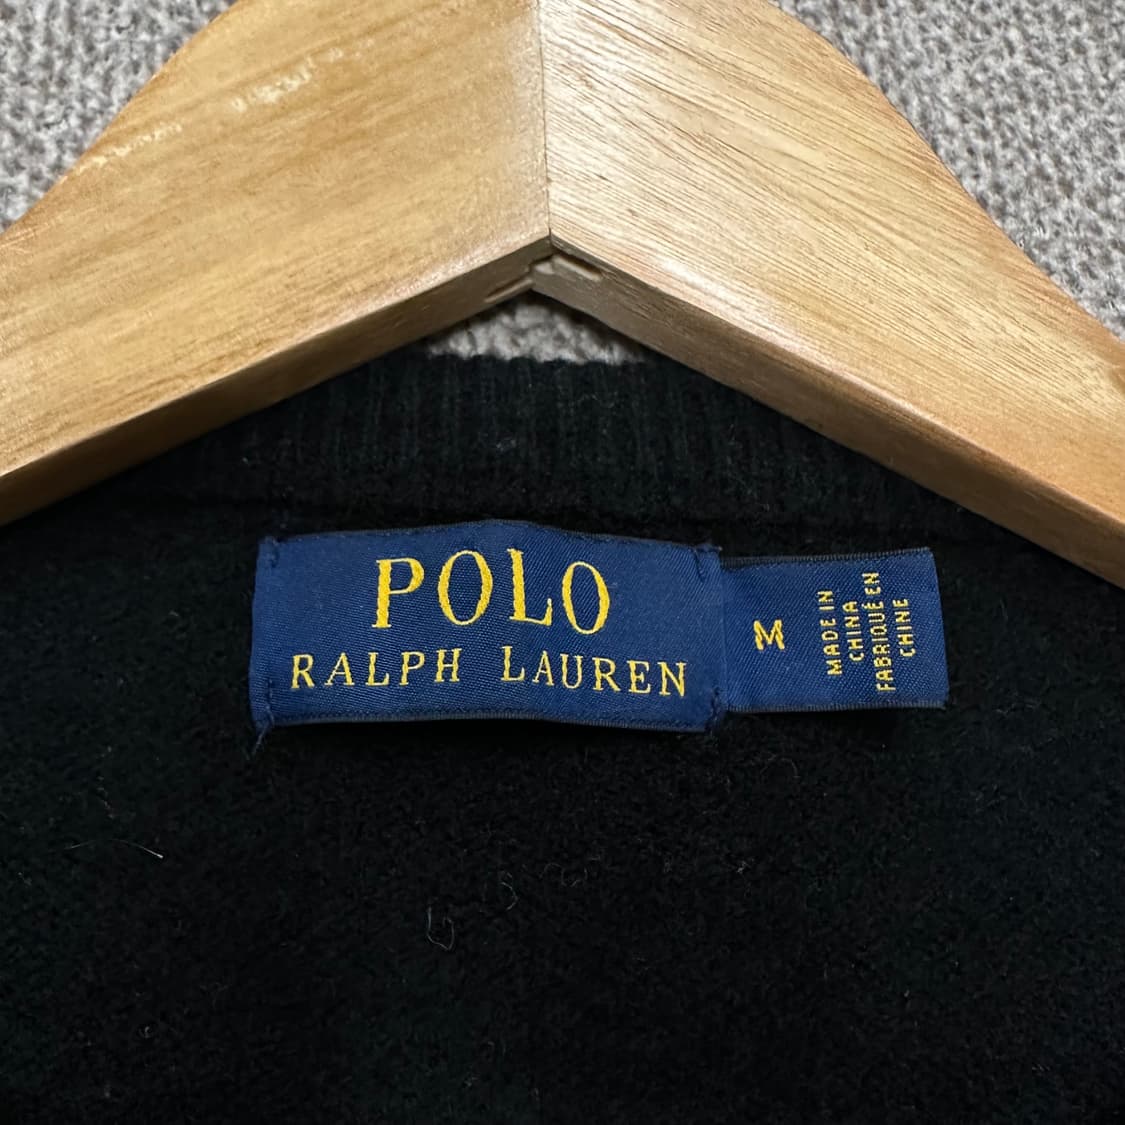 POLO
RALPH LAUREN
M
MADE IN
CHINA
FABRIQUÉ EN
CHINE